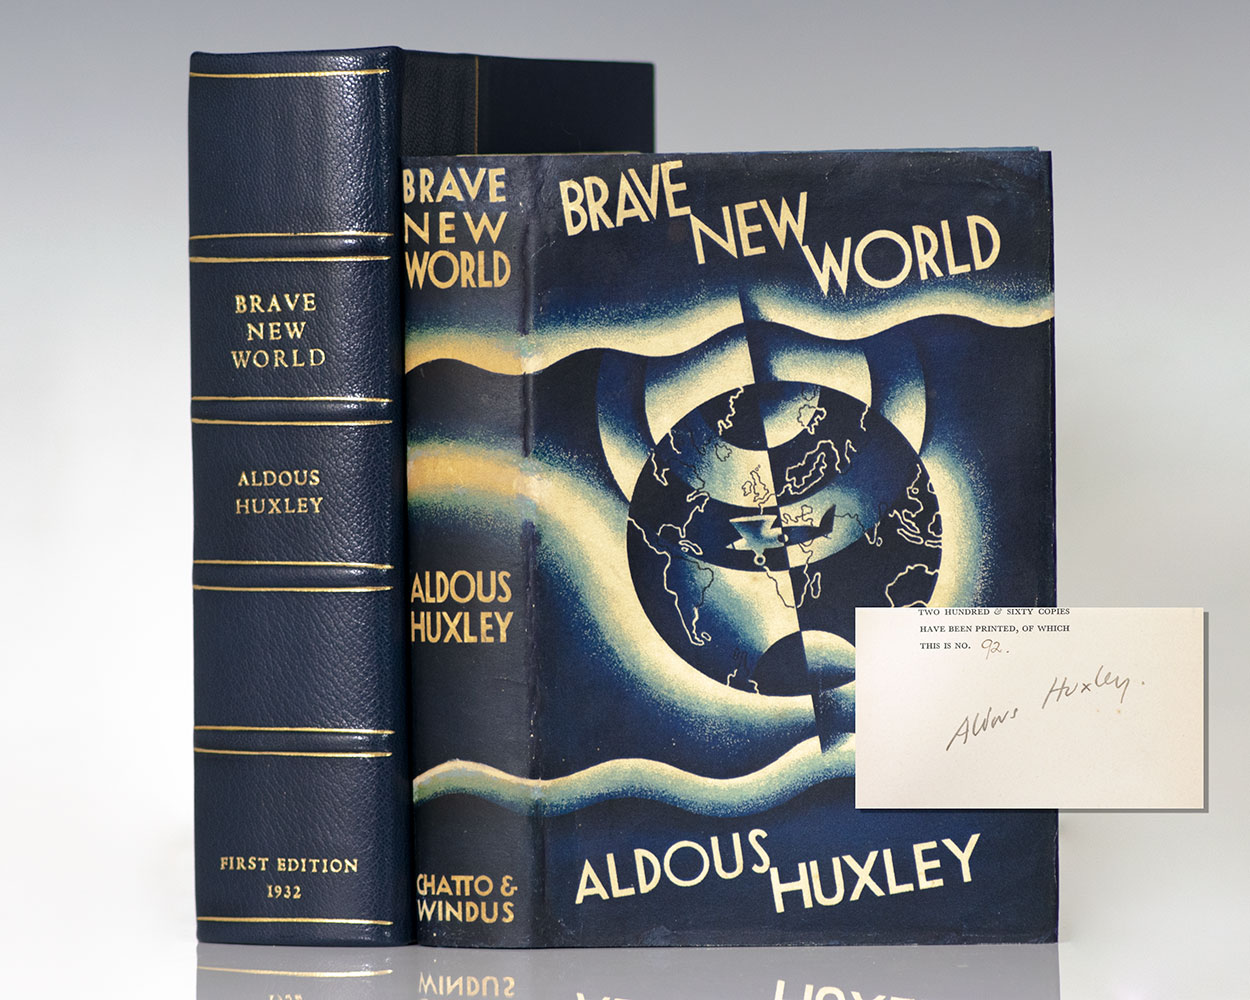 BRAVE
NEW
WORLD
ALDOUS
HUXLEY
FIRST EDITION
1932
BRAVE
NEW
WORLD
ALDOUS
HUXLEY
CHATTO &
WINDUS
BRAVE
NEW
WORLD
ALDOUS
HUXLEY
TWO HUNDRED & SIXTY COPIES
HAVE BEEN PRINTED, OF WHICH
THIS IS NO. 92.
Aldous Huxley.